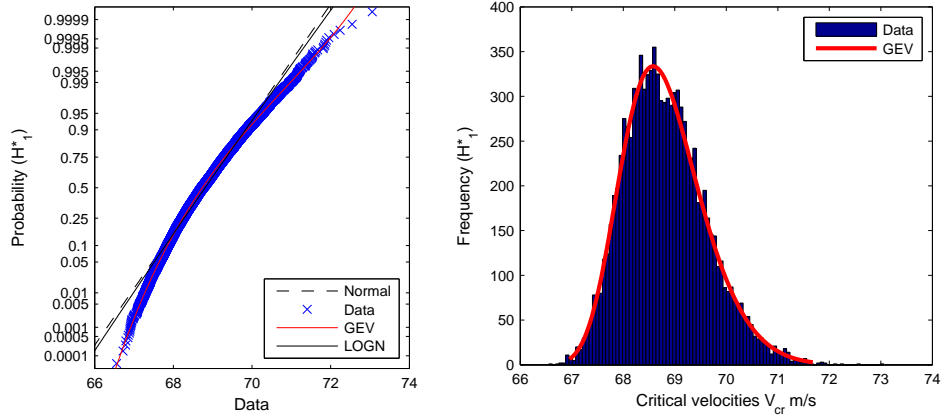 0.9999
0.9995
0.999
0.995
0.99
0.95
0.9
0.75
0.5
0.25
0.1
0.05
0.01
0.005
0.001
0.0005
0.0001
Probability (H*1)
66 68 70 72 74
Data
Normal
Data
GEV
LOGN
400
350
300
250
200
150
100
50
0
Frequency (H*1)
66 67 68 69 70 71 72 73 74
Critical velocities Vcr m/s
Data
GEV